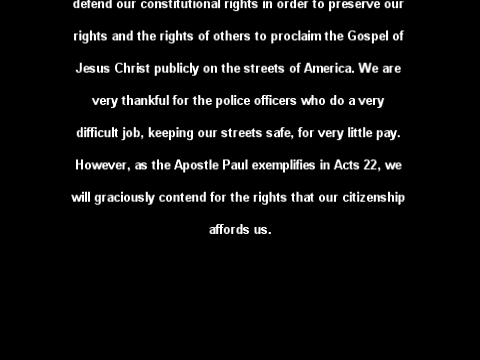 defend our constitutional rights in order to preserve our
rights and the rights of others to proclaim the Gospel of
Jesus Christ publicly on the streets of America. We are
very thankful for the police officers who do a very
difficult job, keeping our streets safe, for very little pay.
However, as the Apostle Paul exemplifies in Acts 22, we
will graciously contend for the rights that our citizenship
affords us.